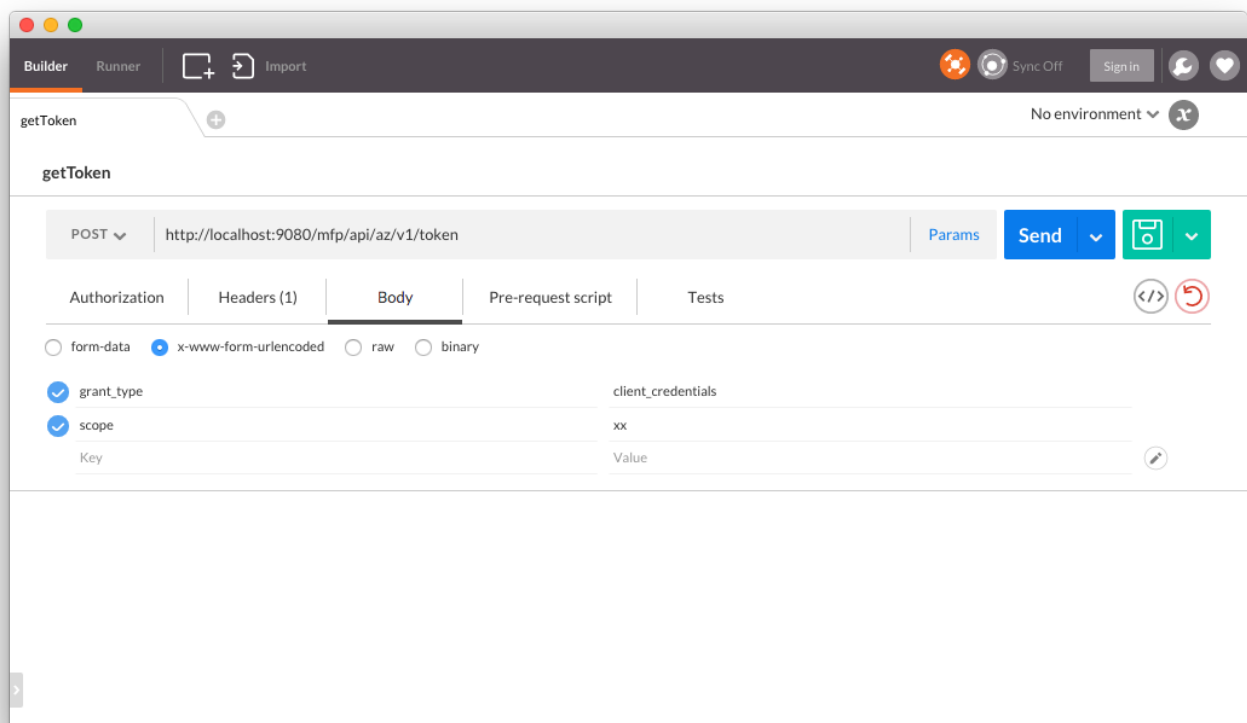 Builder Runner Import Sync Off Sign in
getToken No environment x
getToken
POST http://localhost:9080/mfp/api/az/v1/token Params Send
Authorization Headers (1) Body Pre-request script Tests </>
form-data x-www-form-urlencoded raw binary
grant_type client_credentials
scope xx
Key Value